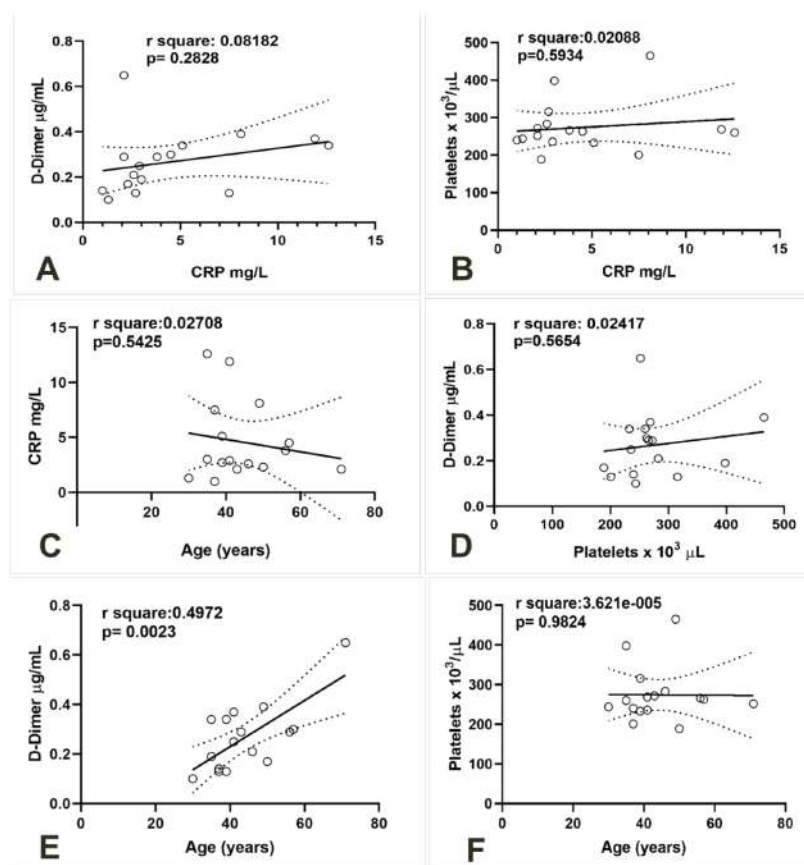 r square: 0.08182
p= 0.2828
D-Dimer µg/mL
0.8
0.6
0.4
0.2
0.0
0
5
10
15
CRP mg/L
A
r square:0.02088
p=0.5934
Platelets x 10³/µL
500
400
300
200
100
0
0
5
10
15
CRP mg/L
B
r square:0.02708
p=0.5425
CRP mg/L
15
10
5
0
20
40
60
80
Age (years)
C
r square: 0.02417
p=0.5654
D-Dimer µg/mL
0.8
0.6
0.4
0.2
0.0
0
100
200
300
400
500
Platelets x 10³ µL
D
r square:0.4972
p= 0.0023
D-Dimer µg/mL
0.8
0.6
0.4
0.2
0.0
0
20
40
60
80
Age (years)
E
r square:3.621e-005
p= 0.9824
Platelets x 10³/µL
500
400
300
200
100
0
0
20
40
60
80
Age (years)
F